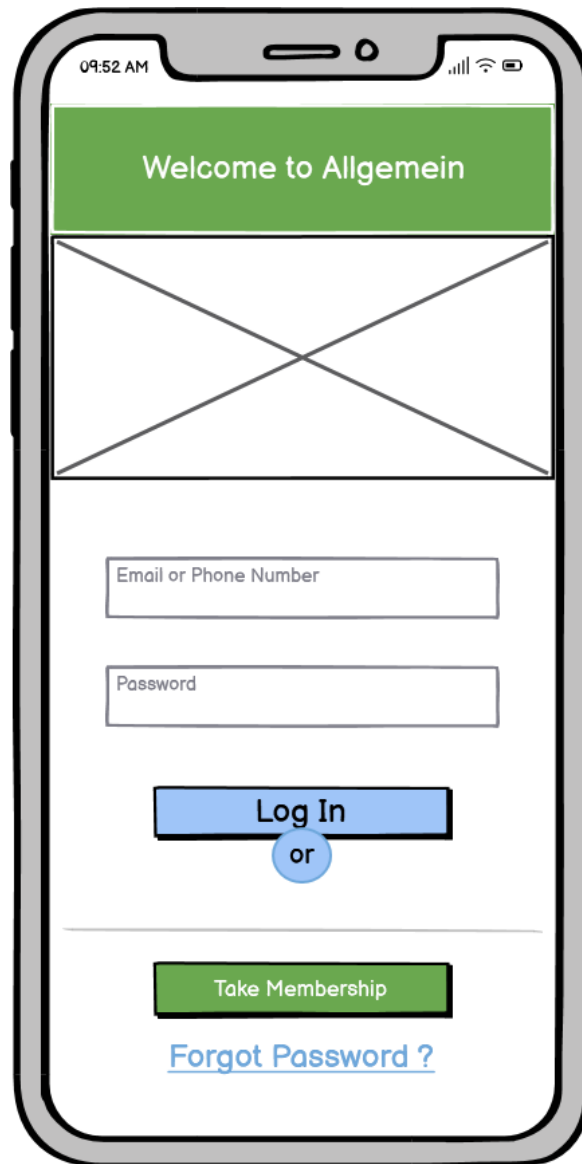 09:52 AM
Welcome to Allgemein
Email or Phone Number
Password
Log In
or
Take Membership
Forgot Password ?